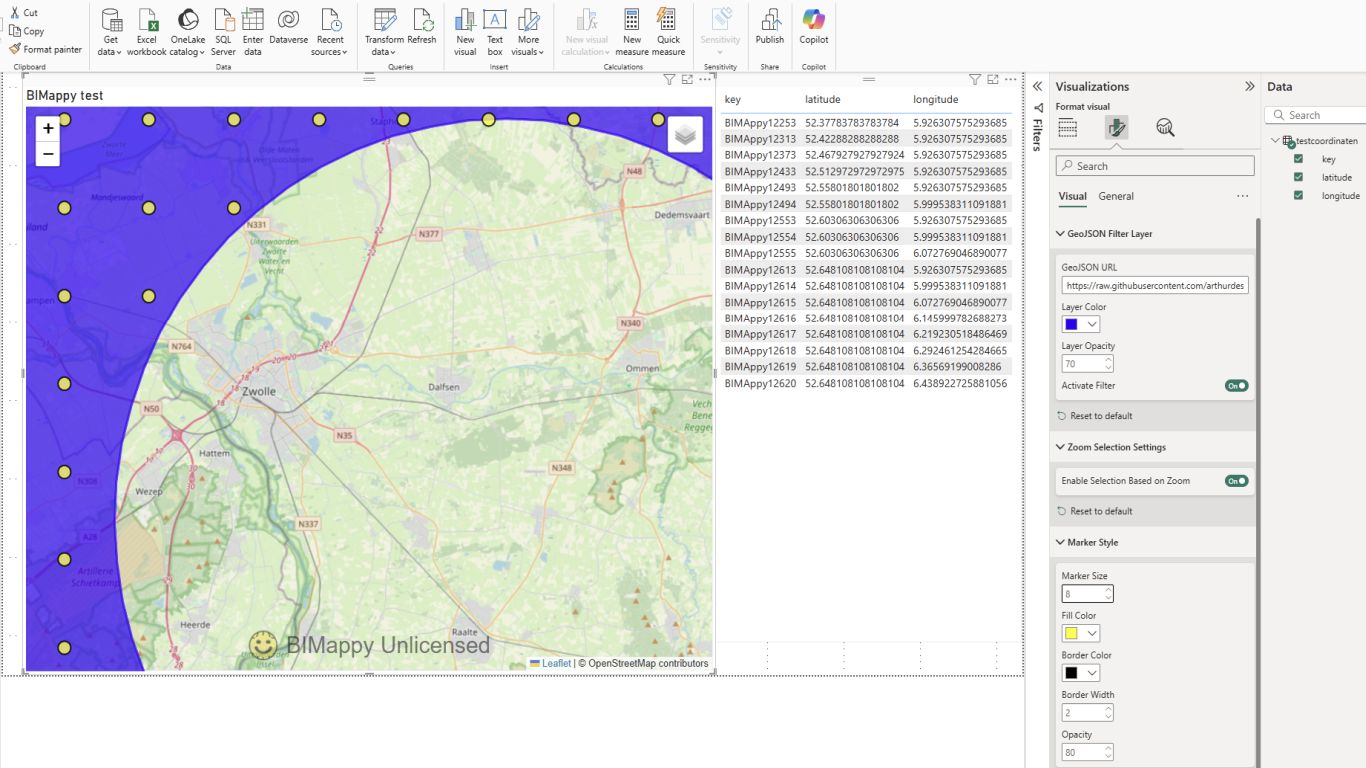 Cut
Copy
Format painter
Clipboard
Get data
Excel workbook
OneLake catalog
SQL Server
Enter data
Dataverse
Recent sources
Data
Transform data
Refresh
Queries
New visual
Text box
More visuals
Insert
New visual calculation
New measure
Quick measure
Calculations
Sensitivity
Sensitivity
Publish
Share
Copilot
Copilot
BIMappy test
+
−
Zwarte Meer
Olde Maten
Mandjeswaard
N331
Uiterwaarden Zwarte Water en Vecht
N377
N48
Dedemsvaart
N764
N340
Ommen
Dalfsen
Zwolle
N50
N35
Hattem
N308
Wezep
N348
N337
A28
Artillerie Schietkamp
Heerde
Raalte
BIMappy Unlicensed
Leaflet | © OpenStreetMap contributors
key latitude longitude
BIMAppy12253 52.37783783783784 5.926307575293685
BIMAppy12313 52.42288288288288 5.926307575293685
BIMAppy12373 52.467927927927924 5.926307575293685
BIMAppy12433 52.512972972972975 5.926307575293685
BIMAppy12493 52.55801801801802 5.926307575293685
BIMAppy12494 52.55801801801802 5.999538311091881
BIMAppy12553 52.60306306306306 5.926307575293685
BIMAppy12554 52.60306306306306 5.999538311091881
BIMAppy12555 52.60306306306306 6.072769046890077
BIMAppy12613 52.648108108108104 5.926307575293685
BIMAppy12614 52.648108108108104 5.999538311091881
BIMAppy12615 52.648108108108104 6.072769046890077
BIMAppy12616 52.648108108108104 6.145999782688273
BIMAppy12617 52.648108108108104 6.219230518486469
BIMAppy12618 52.648108108108104 6.292461254284665
BIMAppy12619 52.648108108108104 6.36569199008286
BIMAppy12620 52.648108108108104 6.438922725881056
Filters
Visualizations
Format visual
Search
Visual General
GeoJSON Filter Layer
GeoJSON URL
https://raw.githubusercontent.com/arthurdes
Layer Color
Layer Opacity
70
Activate Filter On
Reset to default
Zoom Selection Settings
Enable Selection Based on Zoom On
Reset to default
Marker Style
Marker Size
8
Fill Color
Border Color
Border Width
2
Opacity
80
Data
Search
testcoordinaten
key
latitude
longitude